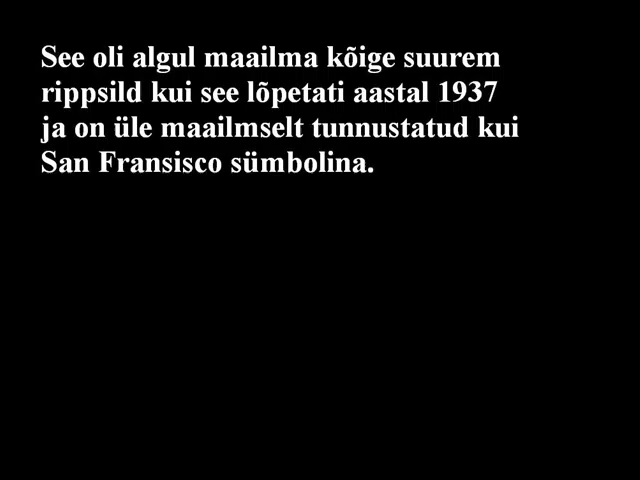 See oli algul maailma kõige suurem
rippsild kui see lõpetati aastal 1937
ja on üle maailmselt tunnustatud kui
San Fransisco sümbolina.